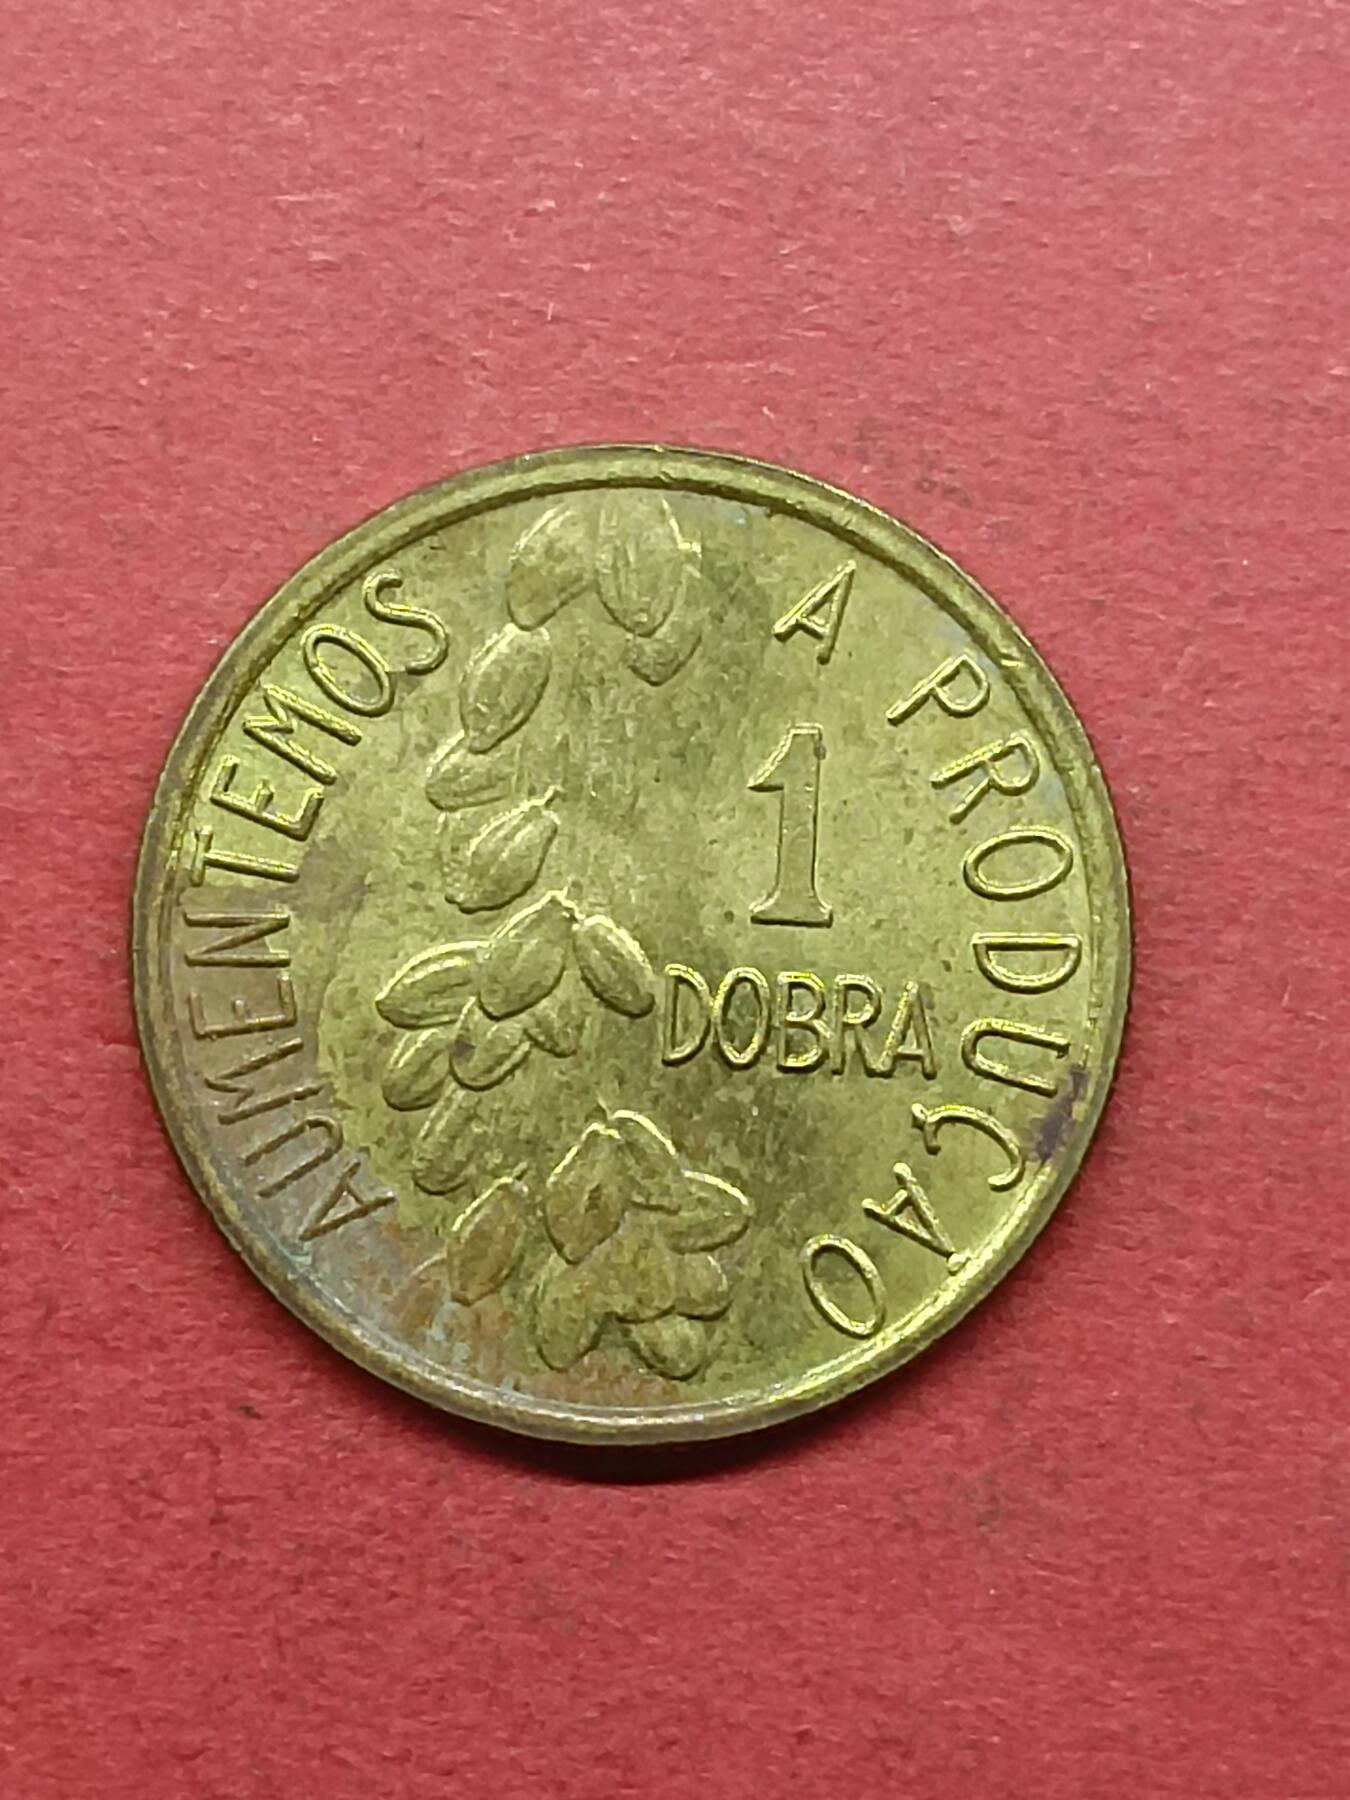 AUMENTEMOS A PRODUÇÃO
1
DOBRA